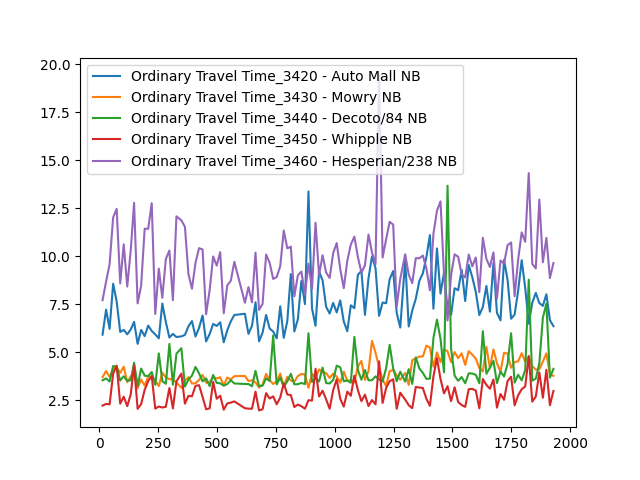 20.0
17.5
15.0
12.5
10.0
7.5
5.0
2.5
Ordinary Travel Time_3420 - Auto Mall NB
Ordinary Travel Time_3430 - Mowry NB
Ordinary Travel Time_3440 - Decoto/84 NB
Ordinary Travel Time_3450 - Whipple NB
Ordinary Travel Time_3460 - Hesperian/238 NB
0 250 500 750 1000 1250 1500 1750 2000